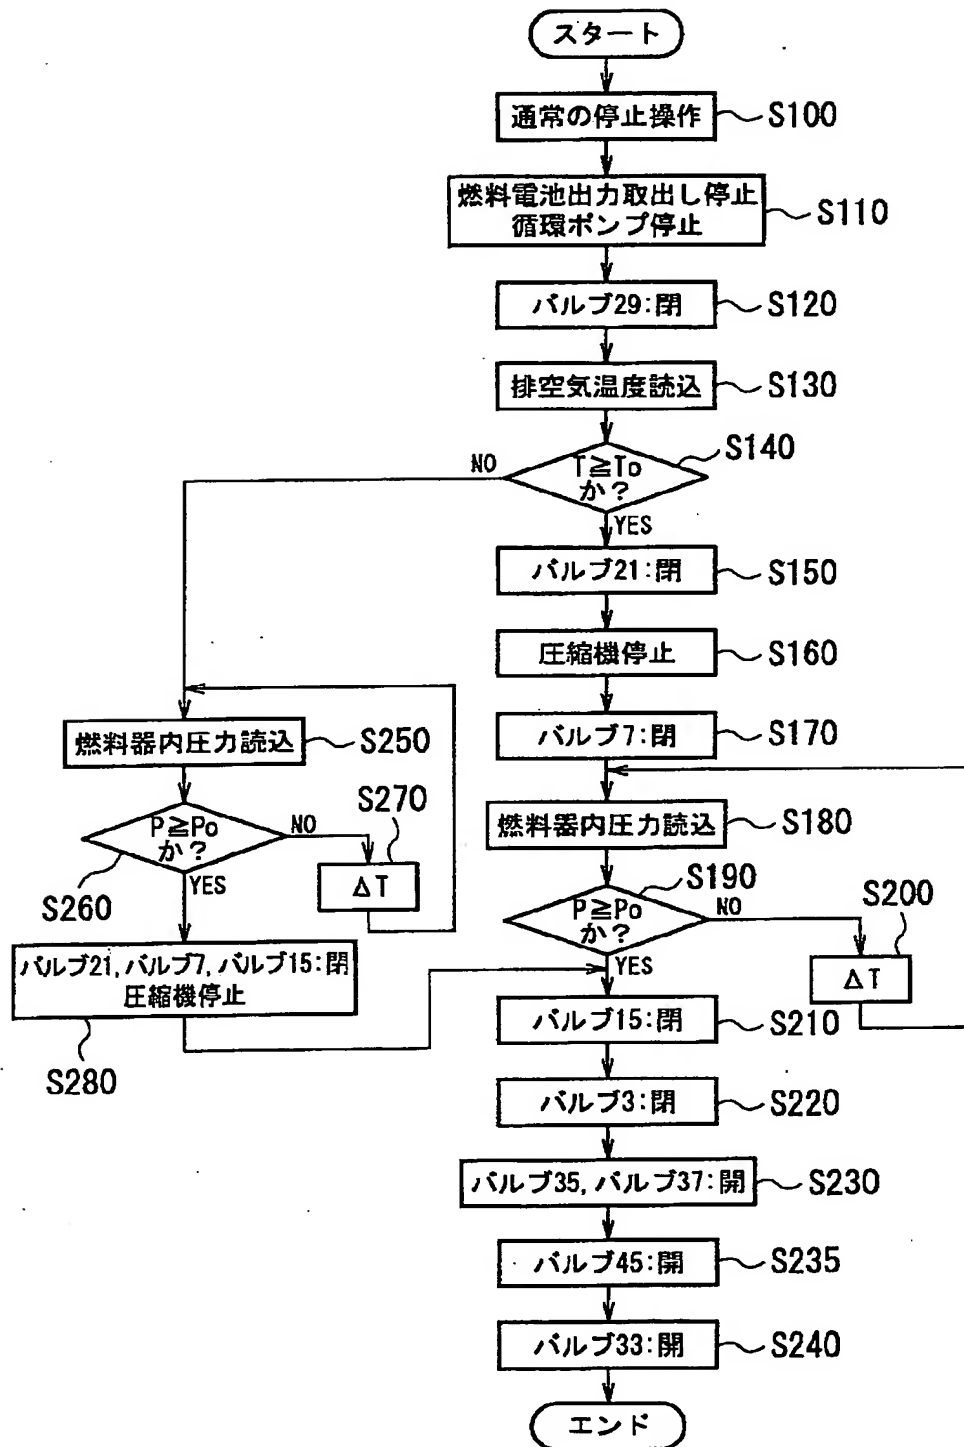 スタート
通常の停止操作
S100
燃料電池出力取出し停止
循環ポンプ停止
S110
バルブ29:閉
S120
排空気温度読込
S130
T≧To
か?
S140
NO
YES
バルブ21:閉
S150
圧縮機停止
S160
バルブ7:閉
S170
燃料器内圧力読込
S250
P≧Po
か?
S260
NO
YES
S270
ΔT
バルブ21,バルブ7,バルブ15:閉
圧縮機停止
S280
燃料器内圧力読込
S180
P≧Po
か?
S190
NO
YES
S200
ΔT
バルブ15:閉
S210
バルブ3:閉
S220
バルブ35,バルブ37:開
S230
バルブ45:開
S235
バルブ33:開
S240
エンド